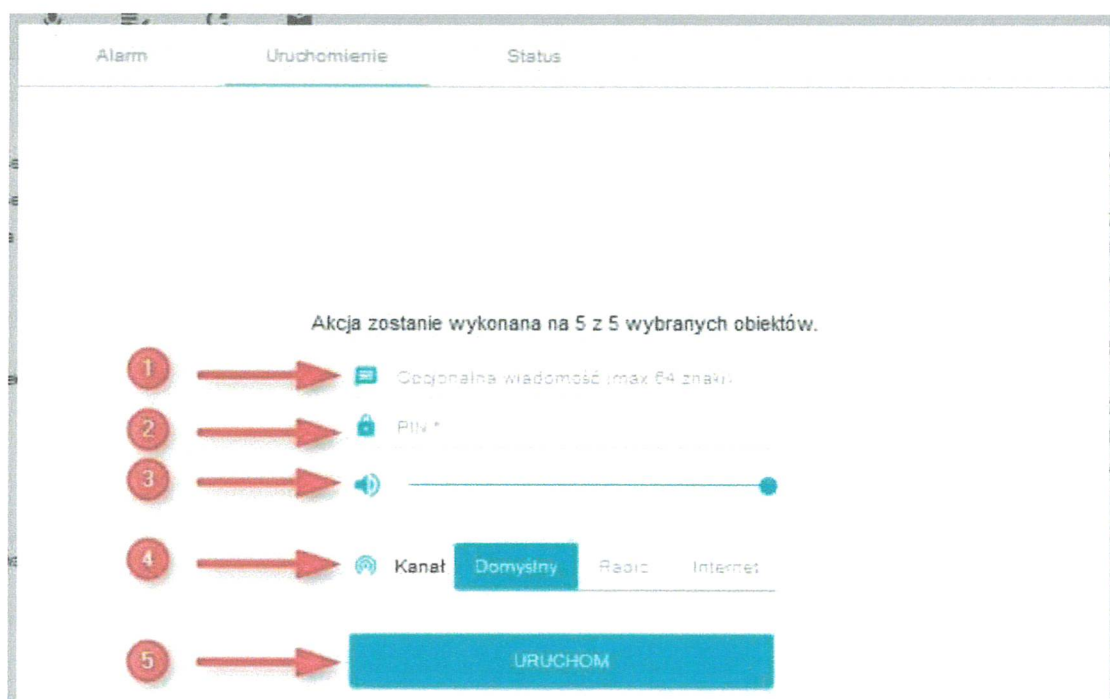 Alarm Uruchomienie Status
Akcja zostanie wykonana na 5 z 5 wybranych obiektów.
1 Opcjonalna wiadomość (max 64 znaki)
2 PIN *
3
4 Kanał Domyślny Radio Internet
5 URUCHOM